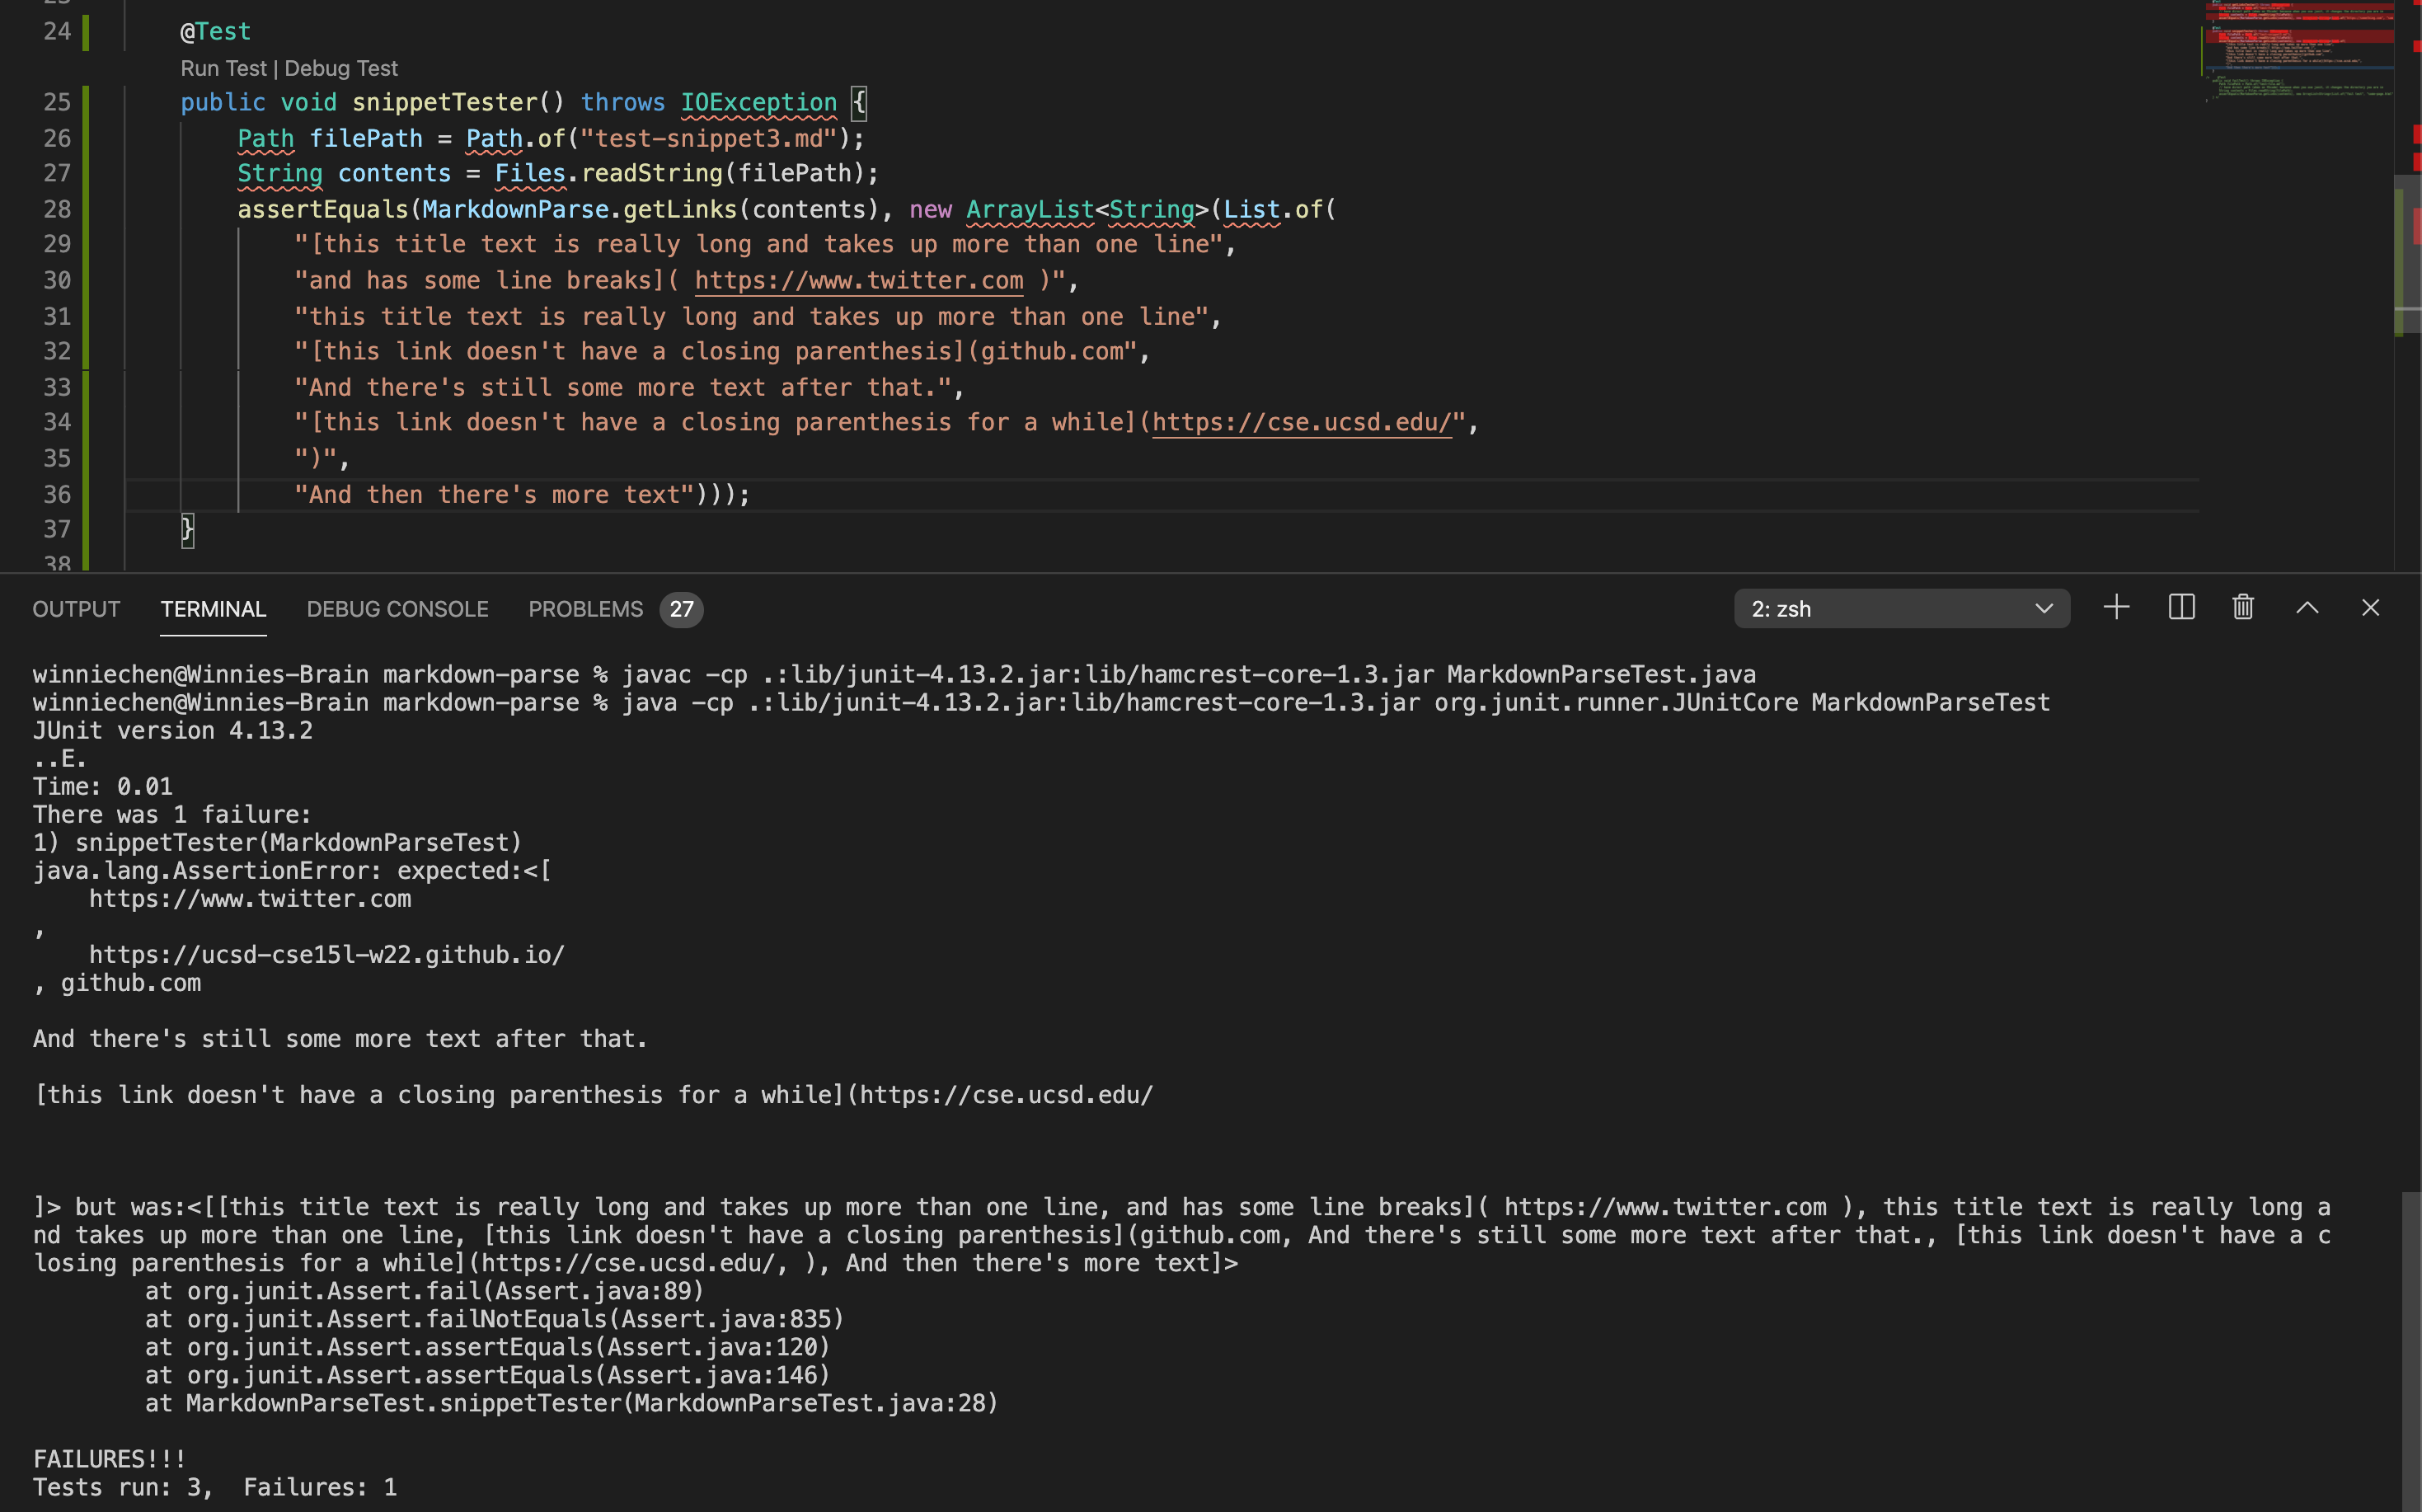 23
24 @Test
Run Test | Debug Test
25 public void snippetTester() throws IOException {
26 Path filePath = Path.of("test-snippet3.md");
27 String contents = Files.readString(filePath);
28 assertEquals(MarkdownParse.getLinks(contents), new ArrayList<String>(List.of(
29 "[this title text is really long and takes up more than one line",
30 "and has some line breaks]( https://www.twitter.com )",
31 "this title text is really long and takes up more than one line",
32 "[this link doesn't have a closing parenthesis](github.com",
33 "And there's still some more text after that.",
34 "[this link doesn't have a closing parenthesis for a while](https://cse.ucsd.edu/",
35 ")",
36 "And then there's more text")));
37 }
38
OUTPUT TERMINAL DEBUG CONSOLE PROBLEMS 27 2: zsh
winniechen@Winnies-Brain markdown-parse % javac -cp .:lib/junit-4.13.2.jar:lib/hamcrest-core-1.3.jar MarkdownParseTest.java
winniechen@Winnies-Brain markdown-parse % java -cp .:lib/junit-4.13.2.jar:lib/hamcrest-core-1.3.jar org.junit.runner.JUnitCore MarkdownParseTest
JUnit version 4.13.2
..E.
Time: 0.01
There was 1 failure:
1) snippetTester(MarkdownParseTest)
java.lang.AssertionError: expected:<[
https://www.twitter.com
,
https://ucsd-cse15l-w22.github.io/
, github.com
And there's still some more text after that.
[this link doesn't have a closing parenthesis for a while](https://cse.ucsd.edu/
]> but was:<[[this title text is really long and takes up more than one line, and has some line breaks]( https://www.twitter.com ), this title text is really long a
nd takes up more than one line, [this link doesn't have a closing parenthesis](github.com, And there's still some more text after that., [this link doesn't have a c
losing parenthesis for a while](https://cse.ucsd.edu/, ), And then there's more text]>
at org.junit.Assert.fail(Assert.java:89)
at org.junit.Assert.failNotEquals(Assert.java:835)
at org.junit.Assert.assertEquals(Assert.java:120)
at org.junit.Assert.assertEquals(Assert.java:146)
at MarkdownParseTest.snippetTester(MarkdownParseTest.java:28)
FAILURES!!!
Tests run: 3,  Failures: 1